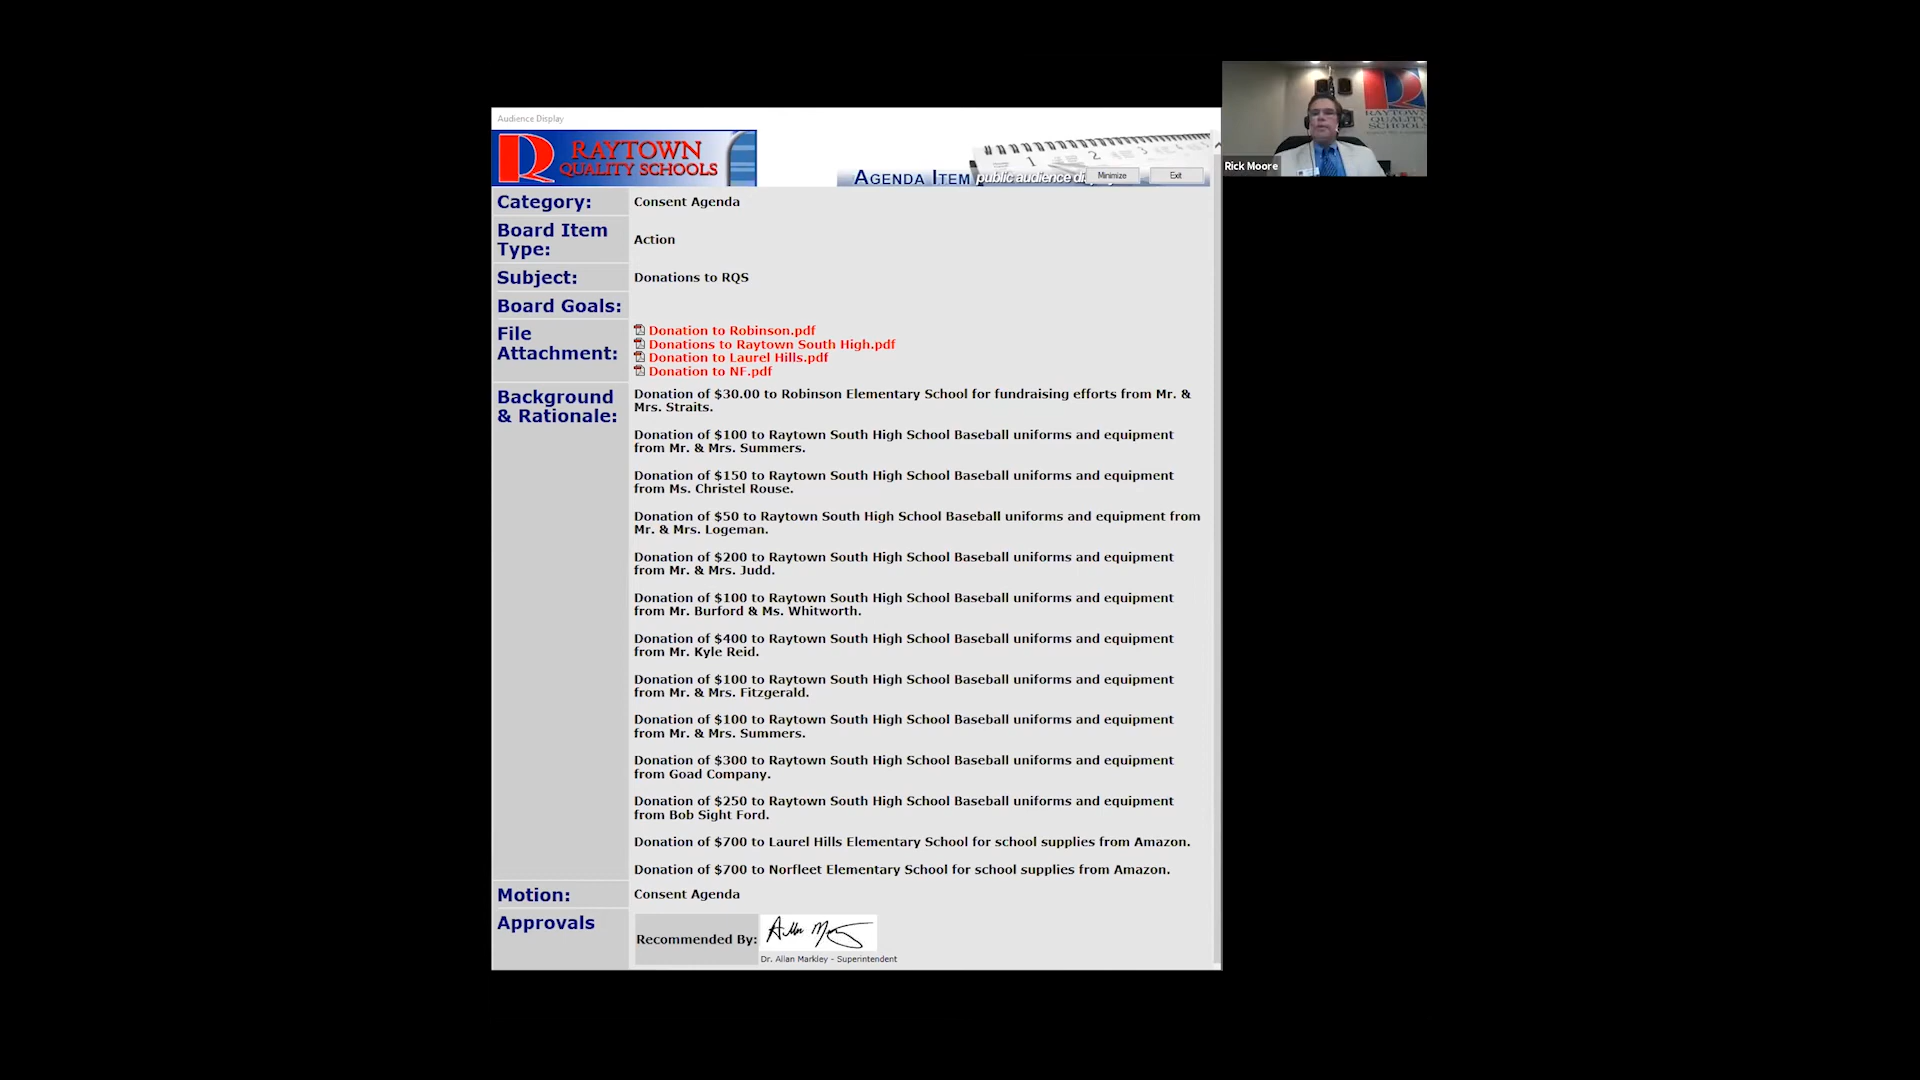 Audience Display
RAYTOWN
QUALITY SCHOOLS
AGENDA ITEM public audience di
Minimize
Exit
1 2 3 4 5
RAYTOWN
QUALITY
SCHOOLS
Rick Moore
Category: Consent Agenda
Board Item
Type:
Action
Subject: Donations to RQS
Board Goals:
File
Attachment:
Donation to Robinson.pdf
Donations to Raytown South High.pdf
Donation to Laurel Hills.pdf
Donation to NF.pdf
Background
& Rationale:
Donation of $30.00 to Robinson Elementary School for fundraising efforts from Mr. &
Mrs. Straits.
Donation of $100 to Raytown South High School Baseball uniforms and equipment
from Mr. & Mrs. Summers.
Donation of $150 to Raytown South High School Baseball uniforms and equipment
from Ms. Christel Rouse.
Donation of $50 to Raytown South High School Baseball uniforms and equipment from
Mr. & Mrs. Logeman.
Donation of $200 to Raytown South High School Baseball uniforms and equipment
from Mr. & Mrs. Judd.
Donation of $100 to Raytown South High School Baseball uniforms and equipment
from Mr. Burford & Ms. Whitworth.
Donation of $400 to Raytown South High School Baseball uniforms and equipment
from Mr. Kyle Reid.
Donation of $100 to Raytown South High School Baseball uniforms and equipment
from Mr. & Mrs. Fitzgerald.
Donation of $100 to Raytown South High School Baseball uniforms and equipment
from Mr. & Mrs. Summers.
Donation of $300 to Raytown South High School Baseball uniforms and equipment
from Goad Company.
Donation of $250 to Raytown South High School Baseball uniforms and equipment
from Bob Sight Ford.
Donation of $700 to Laurel Hills Elementary School for school supplies from Amazon.
Donation of $700 to Norfleet Elementary School for school supplies from Amazon.
Motion: Consent Agenda
Approvals
Recommended By:
Dr. Allan Markley - Superintendent